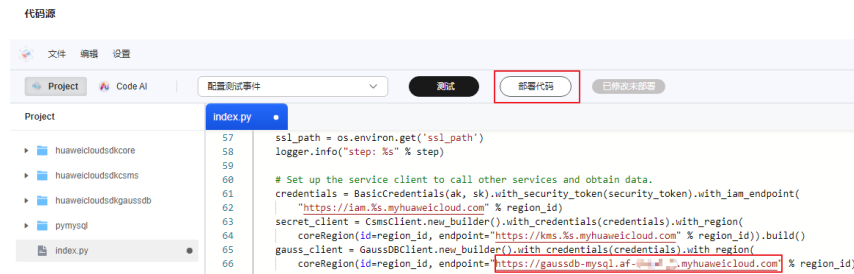 代码源
文件 编辑 设置
Project Code AI 配置测试事件 测试 部署代码 已修改未部署
Project index.py
huaweicloudsdkcore
huaweicloudsdkcsms
huaweicloudsdkgaussdb
pymysql
index.py
57 ssl_path = os.environ.get('ssl_path')
58 logger.info("step: %s" % step)
59
60 # Set up the service client to call other services and obtain data.
61 credentials = BasicCredentials(ak, sk).with_security_token(security_token).with_iam_endpoint(
62 "https://iam.%s.myhuaweicloud.com" % region_id)
63 secret_client = CsmsClient.new_builder().with_credentials(credentials).with_region(
64 coreRegion(id=region_id, endpoint="https://kms.%s.myhuaweicloud.com" % region_id)).build()
65 gauss_client = GaussDBClient.new_builder().with_credentials(credentials).with_region(
66 coreRegion(id=region_id, endpoint="https://gaussdb-mysql.af- .myhuaweicloud.com" % region_id)